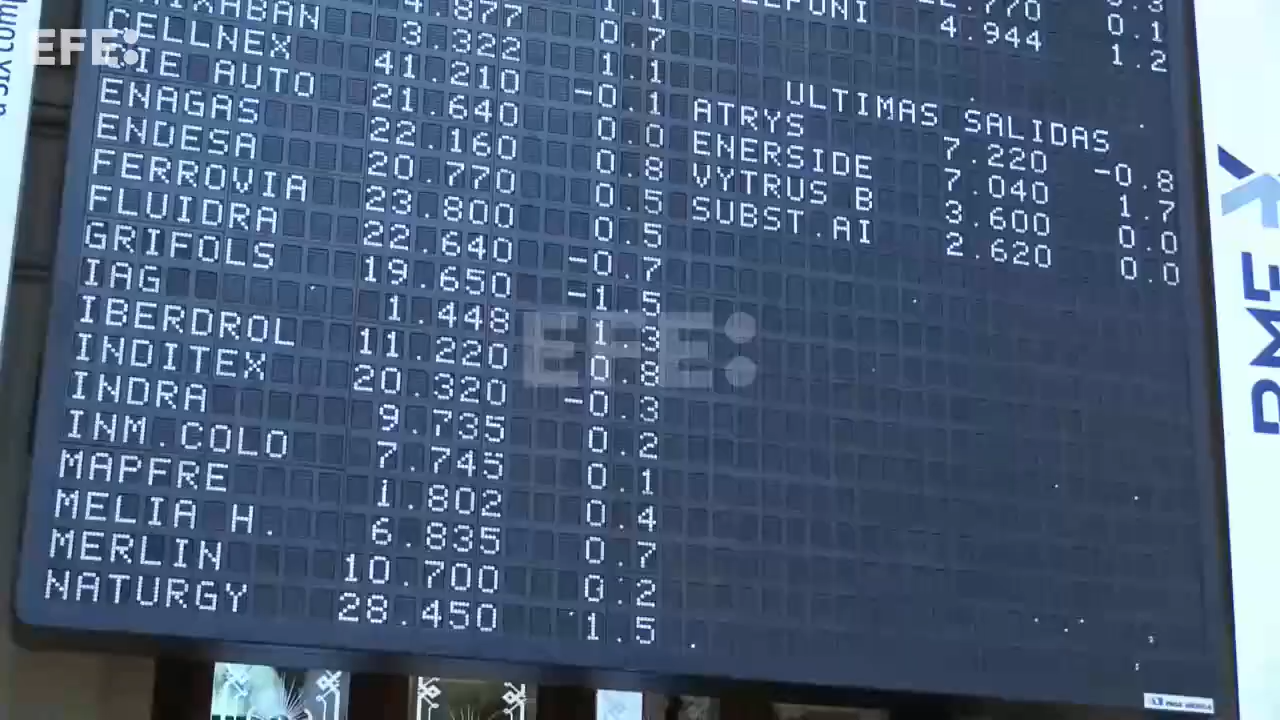 EFE:
4.877 0.7
3.322 1.1
4.944 1.2
CELLNEX 41.210 -0.1
AUTO 21.640 0.0
ULTIMAS SALIDAS
ENAGAS 22.160 0.8
ATRYS 7.220 -0.8
ENDESA 20.770 0.5
ENERSIDE 7.040 1.7
FERROVIA 23.800 0.5
VYTRUS B 3.600 0.0
FLUIDRA 22.640 -0.7
SUBST.AI 2.620 0.0
GRIFOLS 19.650 -1.5
IAG 1.448 1.3
IBERDROL 11.220 0.8
INDITEX 20.320 -0.3
INDRA 9.735 0.2
INM.COLO 7.745 0.1
MAPFRE 1.802 0.4
MELIA H. 6.835 0.7
MERLIN 10.700 0.2
NATURGY 28.450 1.5
EFE:
BME X